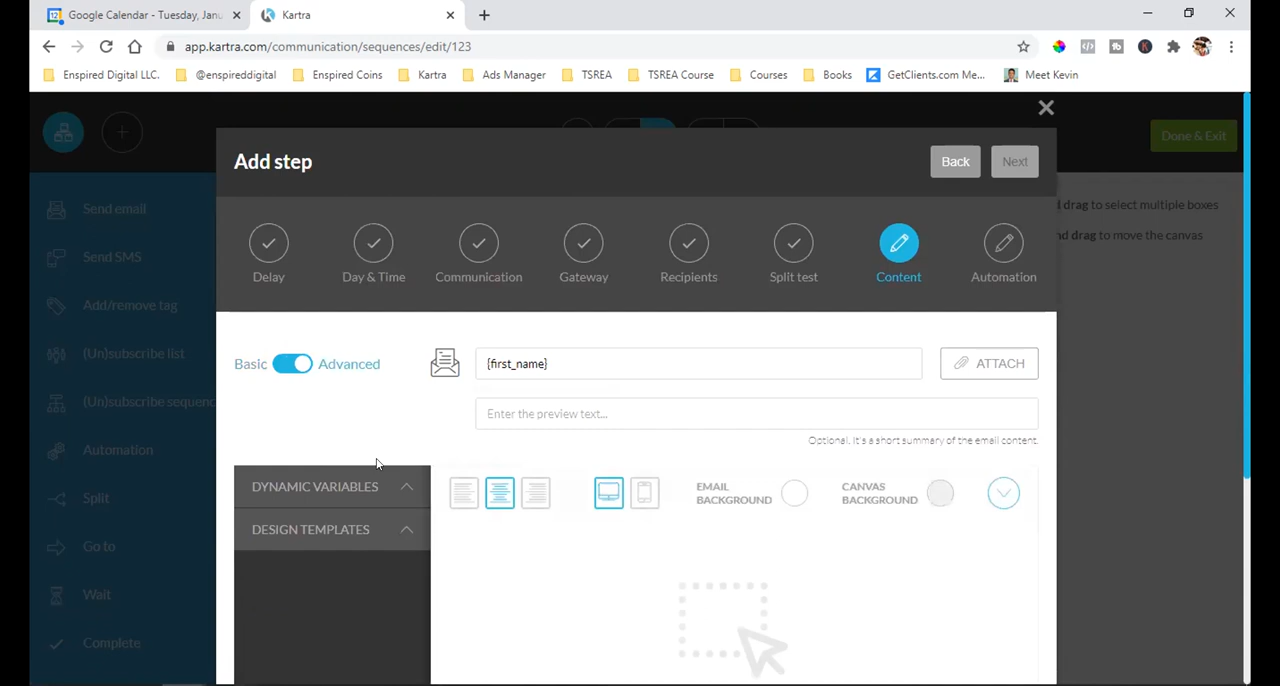 Google Calendar - Tuesday, Janu
Kartra
app.kartra.com/communication/sequences/edit/123
Enspired Digital LLC.
@enspireddigital
Enspired Coins
Kartra
Ads Manager
TSREA
TSREA Course
Courses
Books
GetClients.com Me...
Meet Kevin
Done & Exit
Add step
Back
Next
Send email
Send SMS
Add/remove tag
(Un)subscribe list
(Un)subscribe sequenc
Automation
Split
Go to
Wait
Complete
d drag to select multiple boxes
nd drag to move the canvas
Delay
Day & Time
Communication
Gateway
Recipients
Split test
Content
Automation
Basic
Advanced
{first_name}
ATTACH
Enter the preview text...
Optional. It's a short summary of the email content.
DYNAMIC VARIABLES
DESIGN TEMPLATES
EMAIL
BACKGROUND
CANVAS
BACKGROUND